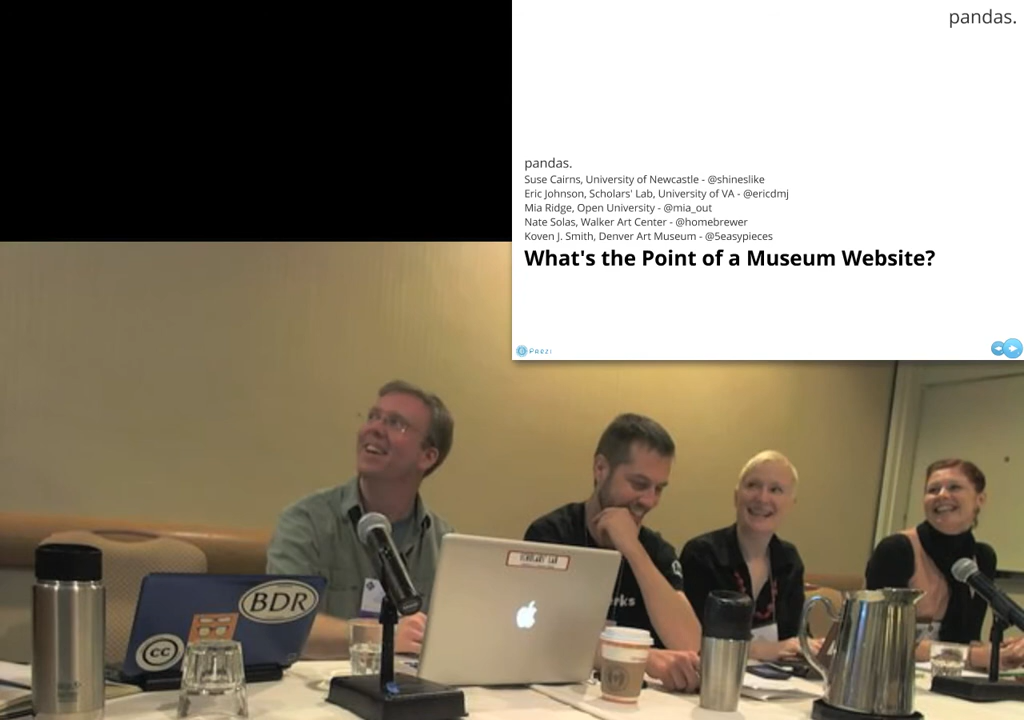 pandas.
pandas.
Suse Cairns, University of Newcastle - @shineslike
Eric Johnson, Scholars' Lab, University of VA - @ericdmj
Mia Ridge, Open University - @mia_out
Nate Solas, Walker Art Center - @homebrewer
Koven J. Smith, Denver Art Museum - @5easypieces
What's the Point of a Museum Website?
Prezi
BDR
cc
SCHOLARS' LAB
rks